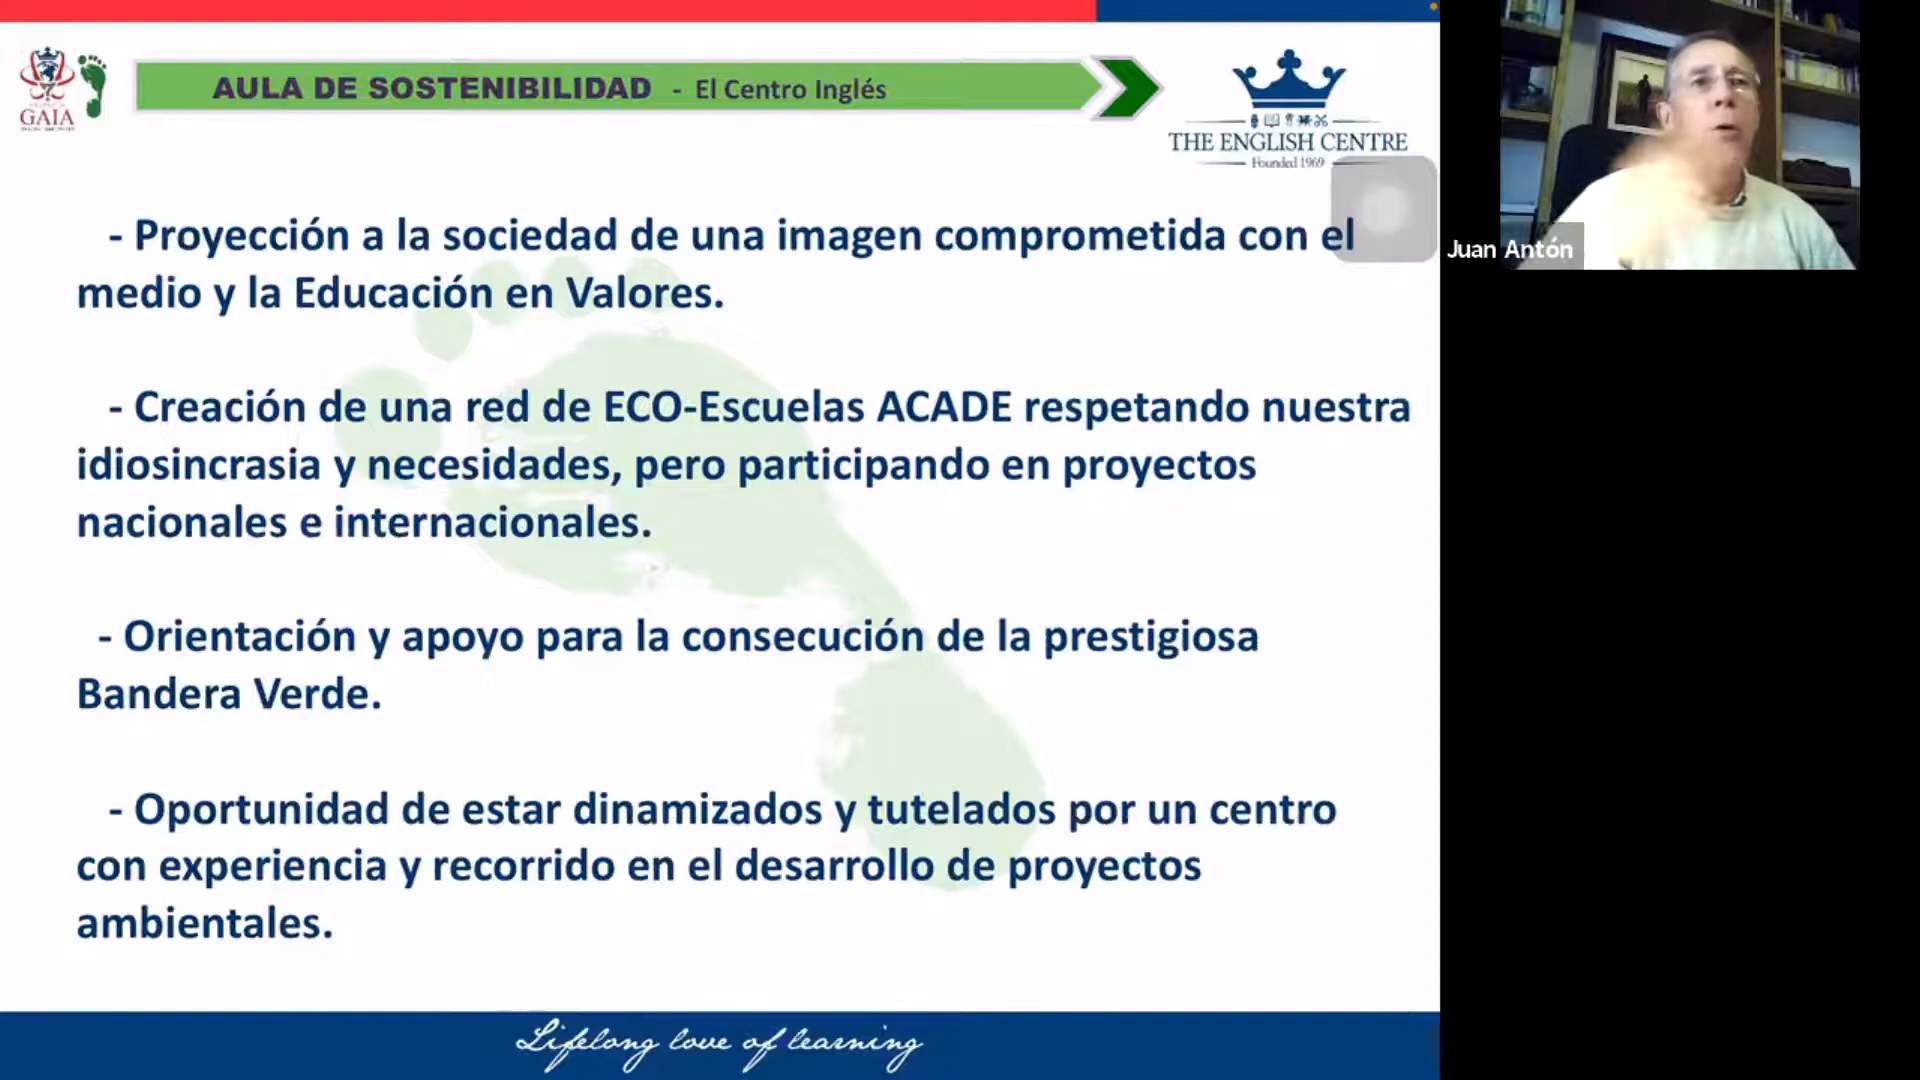 GAIA
AULA DE SOSTENIBILIDAD - El Centro Inglés
THE ENGLISH CENTRE
Founded 1969
- Proyección a la sociedad de una imagen comprometida con el
medio y la Educación en Valores.
- Creación de una red de ECO-Escuelas ACADE respetando nuestra
idiosincrasia y necesidades, pero participando en proyectos
nacionales e internacionales.
- Orientación y apoyo para la consecución de la prestigiosa
Bandera Verde.
- Oportunidad de estar dinamizados y tutelados por un centro
con experiencia y recorrido en el desarrollo de proyectos
ambientales.
Lifelong love of learning
Juan Antón